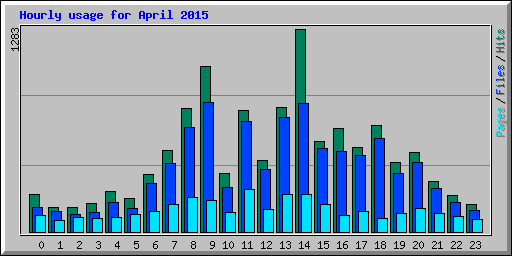 Hourly usage for April 2015
1283
Pages / Files / Hits
0 1 2 3 4 5 6 7 8 9 10 11 12 13 14 15 16 17 18 19 20 21 22 23